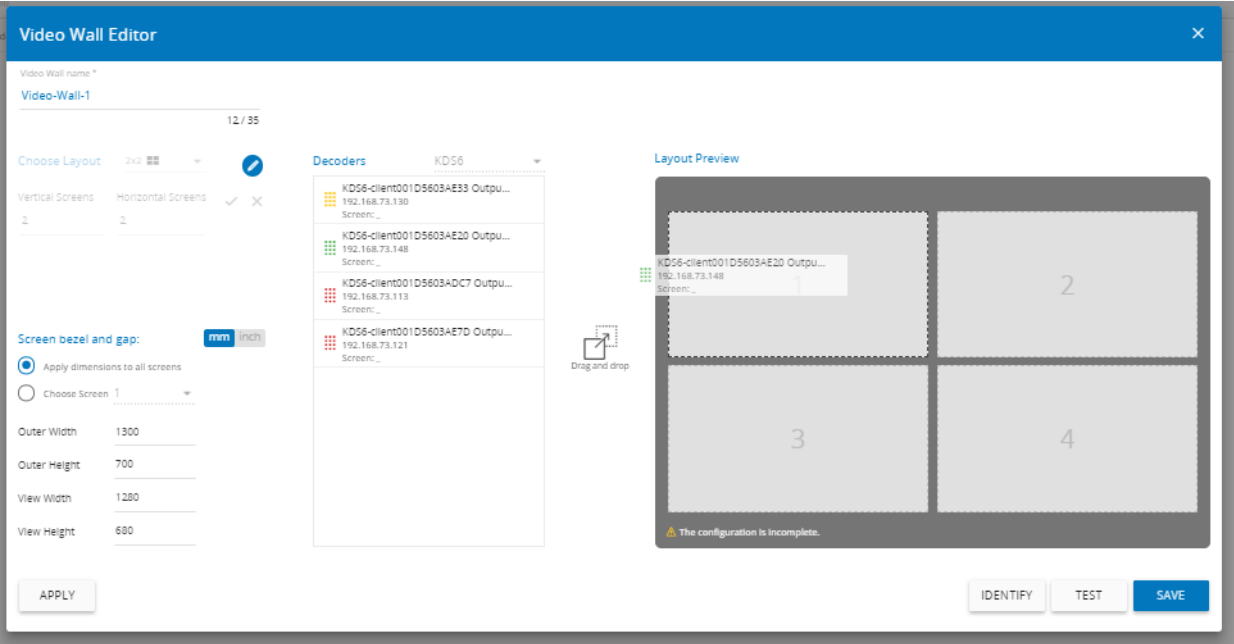 Video Wall Editor
Video Wall name *
Video-Wall-1
12 / 35
Choose Layout
2x2
Vertical Screens
Horizontal Screens
2
2
Screen bezel and gap:
mm
inch
Apply dimensions to all screens
Choose Screen
1
Outer Width
1300
Outer Height
700
View Width
1280
View Height
680
APPLY
Decoders
KDS6
KDS6-client001D5603AE33 Outpu...
192.168.73.130
Screen: _
KDS6-client001D5603AE20 Outpu...
192.168.73.148
Screen: _
KDS6-client001D5603ADC7 Outpu...
192.168.73.113
Screen: _
KDS6-client001D5603AE7D Outpu...
192.168.73.121
Screen: _
Drag and drop
Layout Preview
KDS6-client001D5603AE20 Outpu...
192.168.73.148
Screen: _
1
2
3
4
The configuration is incomplete.
IDENTIFY
TEST
SAVE